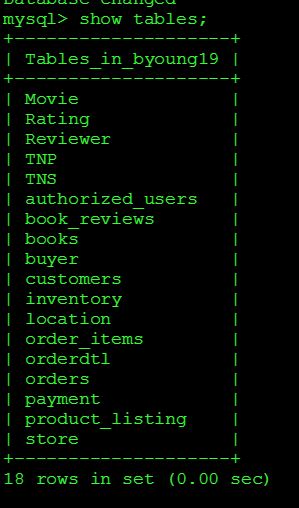 Database changed
mysql> show tables;
+--------------------+
| Tables_in_byoung19 |
+--------------------+
| Movie              |
| Rating             |
| Reviewer           |
| TNP                |
| TNS                |
| authorized_users   |
| book_reviews       |
| books              |
| buyer              |
| customers          |
| inventory          |
| location           |
| order_items        |
| orderdtl           |
| orders             |
| payment            |
| product_listing    |
| store              |
+--------------------+
18 rows in set (0.00 sec)